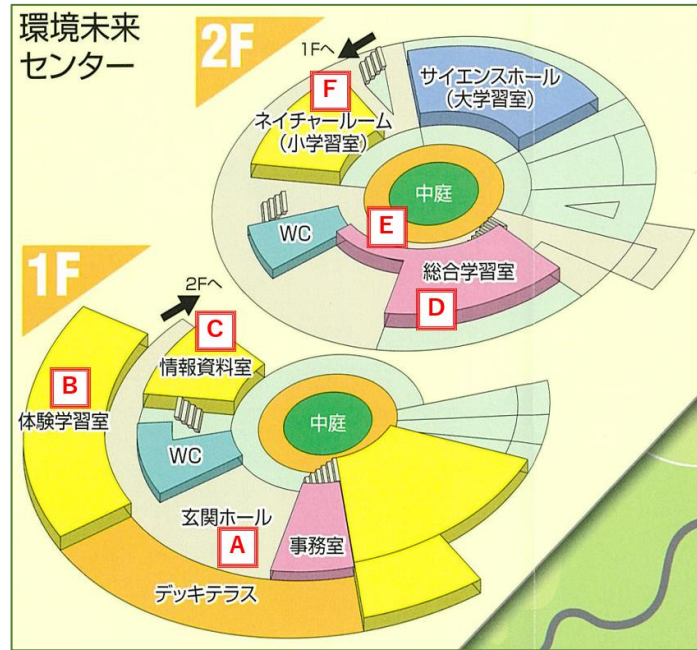 環境未来
センター
2F
1Fへ
サイエンスホール
（大学習室）
F
ネイチャールーム
（小学習室）
中庭
E
WC
総合学習室
D
1F
2Fへ
C
情報資料室
B
体験学習室
中庭
WC
玄関ホール
A
事務室
デッキテラス